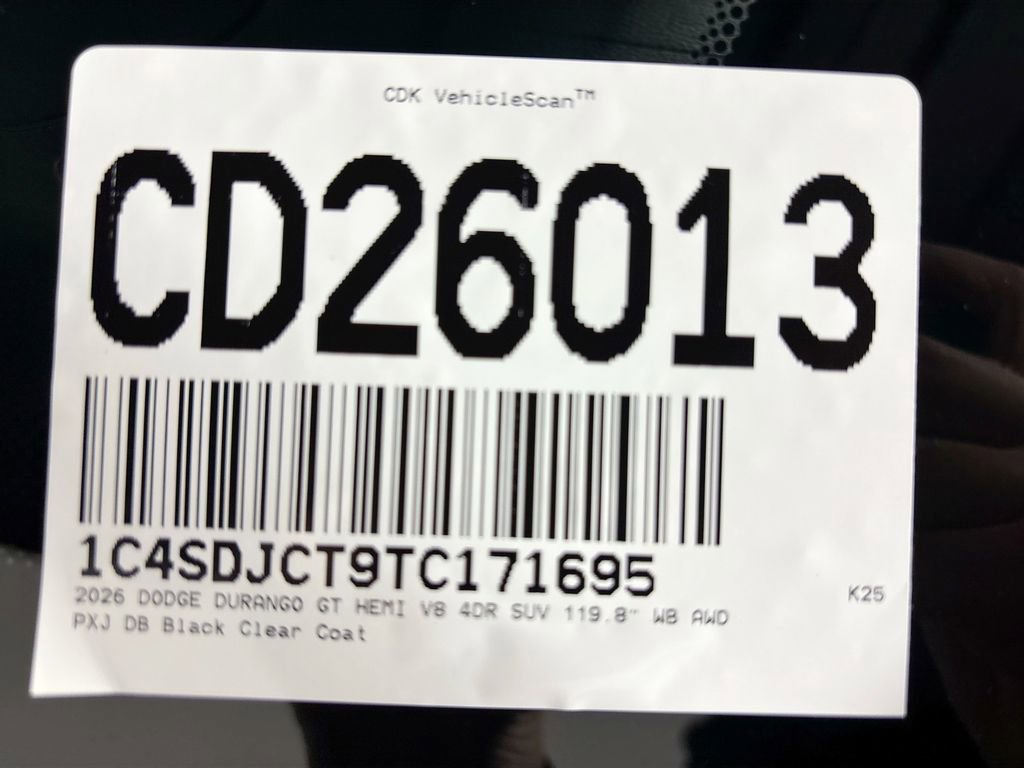 CDK VehicleScan™
CD26013
1C4SDJCT9TC171695
2026 DODGE DURANGO GT HEMI V8 4DR SUV 119.8" WB AWD
K25
PXJ DB Black Clear Coat